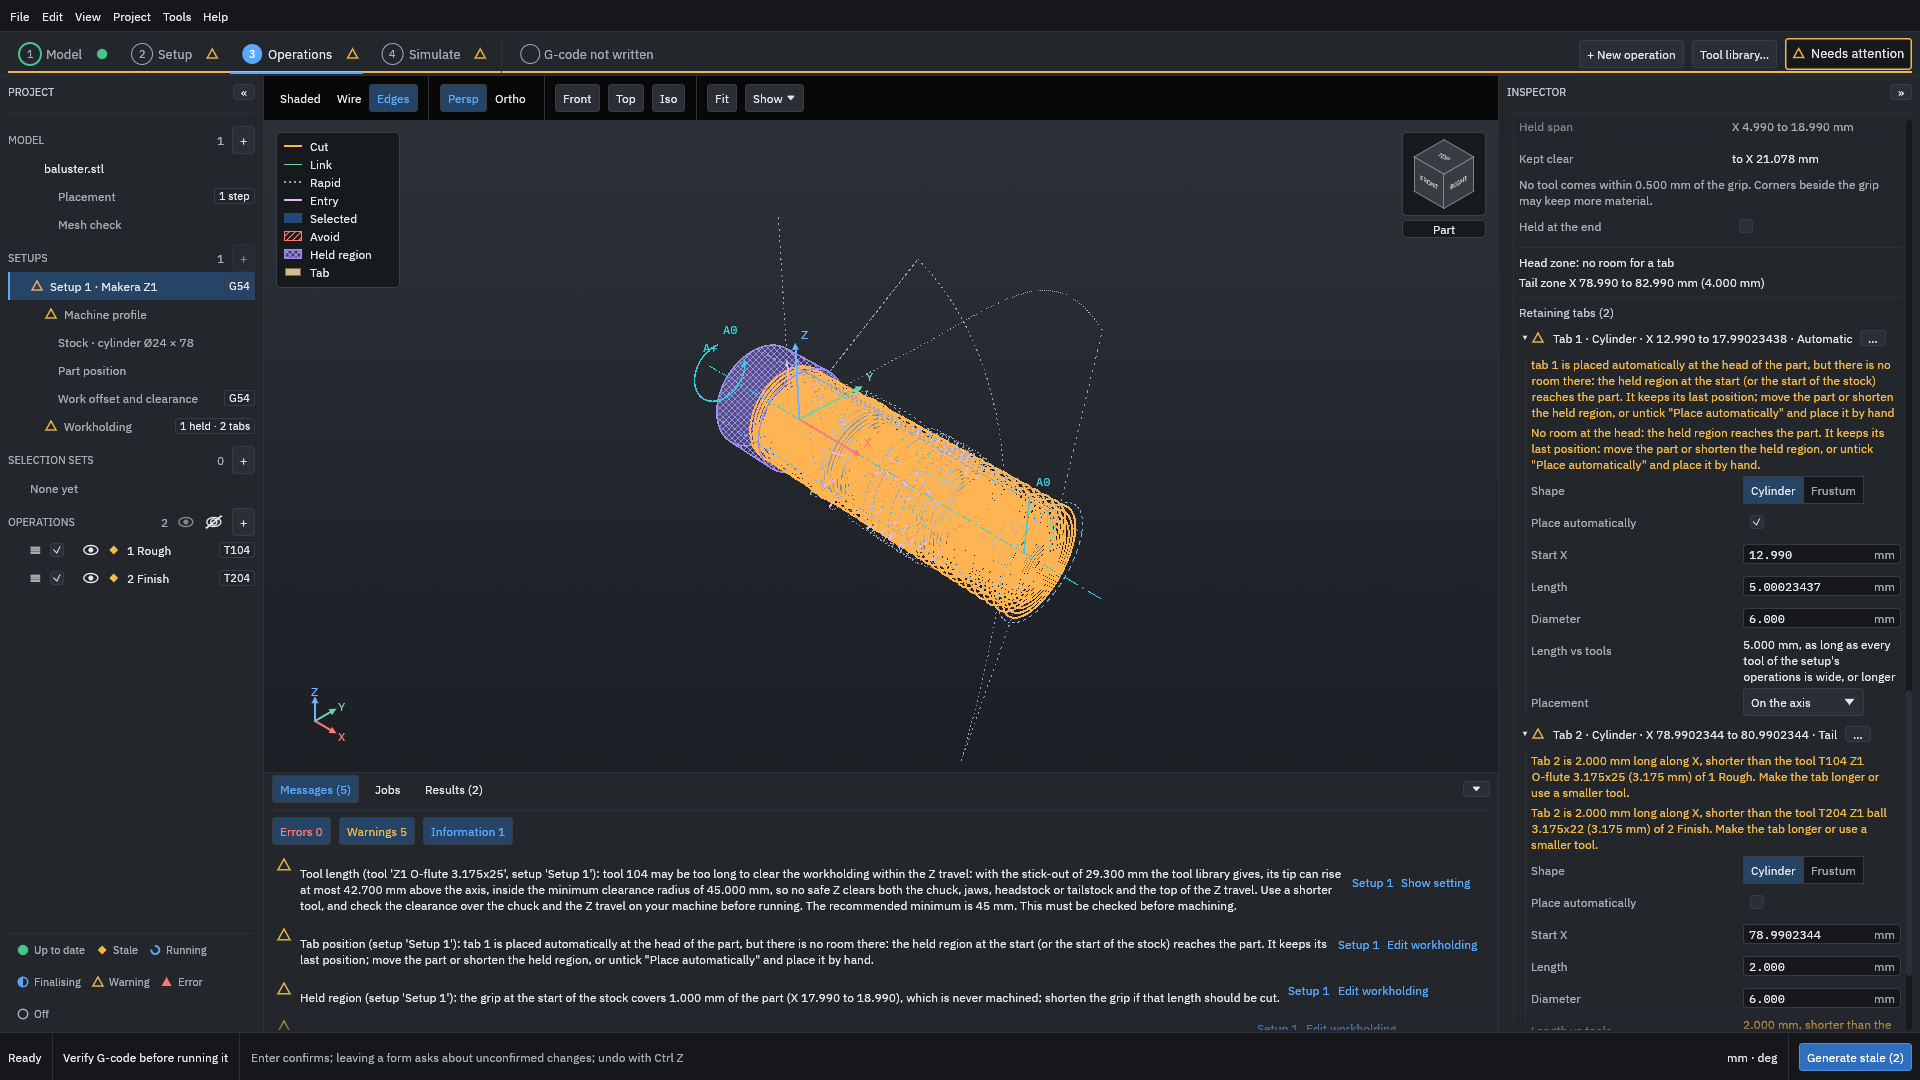 File Edit View Project Tools Help
1 Model 2 Setup 3 Operations 4 Simulate G-code not written + New operation Tool library... Needs attention
PROJECT «
MODEL 1 +
baluster.stl
Placement 1 step
Mesh check
SETUPS 1 +
Setup 1 · Makera Z1 G54
Machine profile
Stock · cylinder Ø24 × 78
Part position
Work offset and clearance G54
Workholding 1 held · 2 tabs
SELECTION SETS 0 +
None yet
OPERATIONS 2 +
1 Rough T104
2 Finish T204
Up to date Stale Running
Finalising Warning Error
Off
Shaded Wire Edges Persp Ortho Front Top Iso Fit Show
Cut
Link
Rapid
Entry
Selected
Avoid
Held region
Tab
TOP
FRONT RIGHT
Part
A0
A+
Z
Y
X
A0
Z
Y
X
Messages (5) Jobs Results (2)
Errors 0 Warnings 5 Information 1
Tool length (tool 'Z1 O-flute 3.175x25', setup 'Setup 1'): tool 104 may be too long to clear the workholding within the Z travel: with the stick-out of 29.300 mm the tool library gives, its tip can rise
at most 42.700 mm above the axis, inside the minimum clearance radius of 45.000 mm, so no safe Z clears both the chuck, jaws, headstock or tailstock and the top of the Z travel. Use a shorter
tool, and check the clearance over the chuck and the Z travel on your machine before running. The recommended minimum is 45 mm. This must be checked before machining.
Setup 1 Show setting
Tab position (setup 'Setup 1'): tab 1 is placed automatically at the head of the part, but there is no room there: the held region at the start (or the start of the stock) reaches the part. It keeps its
last position; move the part or shorten the held region, or untick "Place automatically" and place it by hand.
Setup 1 Edit workholding
Held region (setup 'Setup 1'): the grip at the start of the stock covers 1.000 mm of the part (X 17.990 to 18.990), which is never machined; shorten the grip if that length should be cut.
Setup 1 Edit workholding
Setup 1 Edit workholding
INSPECTOR »
Held span X 4.990 to 18.990 mm
Kept clear to X 21.078 mm
No tool comes within 0.500 mm of the grip. Corners beside the grip
may keep more material.
Held at the end
Head zone: no room for a tab
Tail zone X 78.990 to 82.990 mm (4.000 mm)
Retaining tabs (2)
Tab 1 · Cylinder · X 12.990 to 17.99023438 · Automatic ...
tab 1 is placed automatically at the head of the part, but there is no
room there: the held region at the start (or the start of the stock)
reaches the part. It keeps its last position; move the part or shorten
the held region, or untick "Place automatically" and place it by hand
No room at the head: the held region reaches the part. It keeps its
last position: move the part or shorten the held region, or untick
"Place automatically" and place it by hand.
Shape Cylinder Frustum
Place automatically
Start X 12.990 mm
Length 5.00023437 mm
Diameter 6.000 mm
Length vs tools 5.000 mm, as long as every
tool of the setup's
operations is wide, or longer
Placement On the axis
Tab 2 · Cylinder · X 78.9902344 to 80.9902344 · Tail ...
Tab 2 is 2.000 mm long along X, shorter than the tool T104 Z1
O-flute 3.175x25 (3.175 mm) of 1 Rough. Make the tab longer or
use a smaller tool.
Tab 2 is 2.000 mm long along X, shorter than the tool T204 Z1 ball
3.175x22 (3.175 mm) of 2 Finish. Make the tab longer or use a
smaller tool.
Shape Cylinder Frustum
Place automatically
Start X 78.9902344 mm
Length 2.000 mm
Diameter 6.000 mm
Length vs tools 2.000 mm, shorter than the
Ready Verify G-code before running it Enter confirms; leaving a form asks about unconfirmed changes; undo with Ctrl Z mm · deg Generate stale (2)